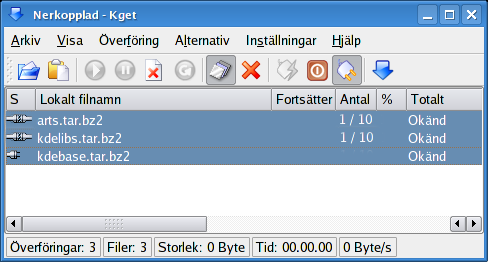 Nerkopplad - Kget
Arkiv Visa Överföring Alternativ Inställningar Hjälp
S Lokalt filnamn Fortsätter Antal % Totalt
arts.tar.bz2 1 / 10 Okänd
kdelibs.tar.bz2 1 / 10 Okänd
kdebase.tar.bz2 Okänd
Överföringar: 3 Filer: 3 Storlek: 0 Byte Tid: 00.00.00 0 Byte/s